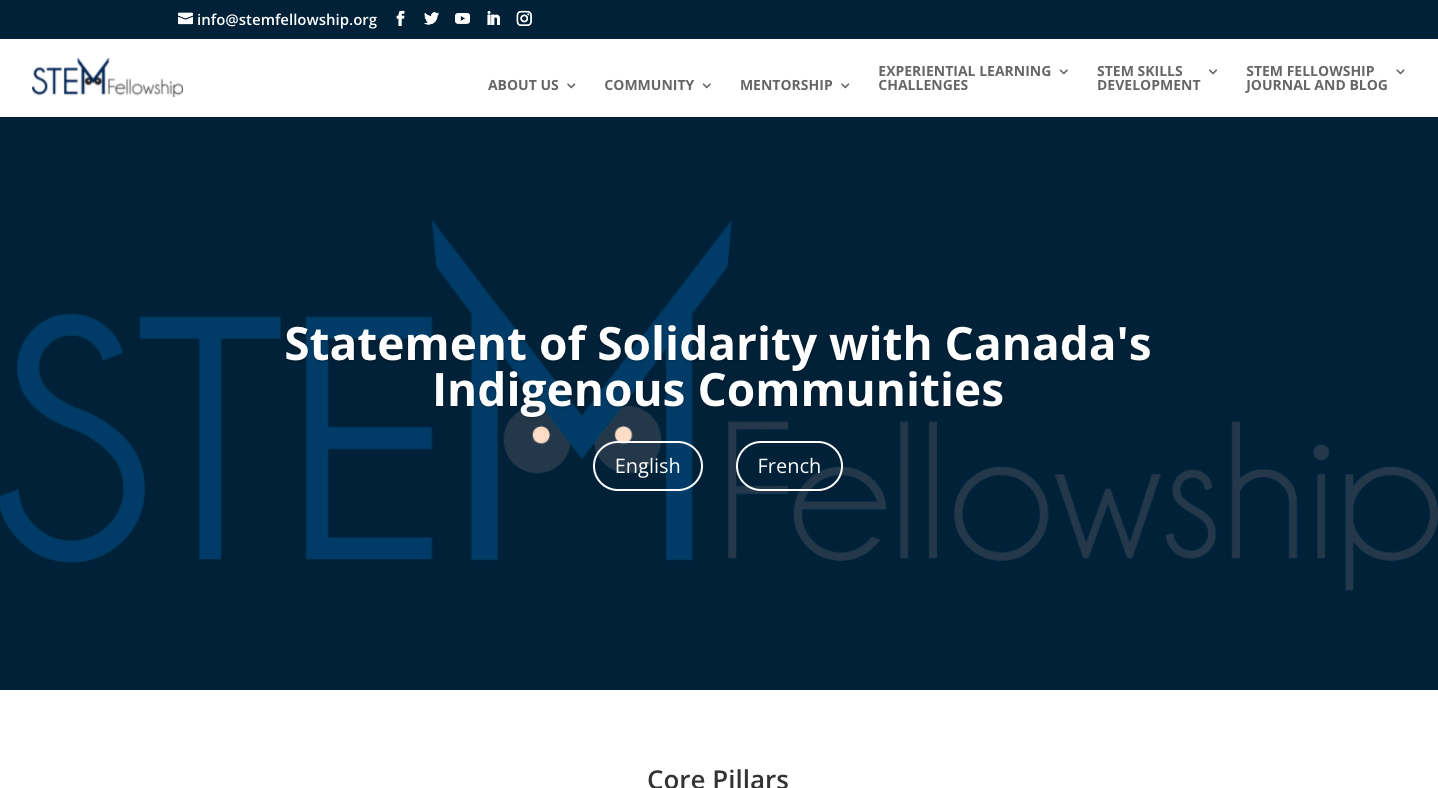 info@stemfellowship.org
STEM Fellowship
ABOUT US
COMMUNITY
MENTORSHIP
EXPERIENTIAL LEARNING
CHALLENGES
STEM SKILLS
DEVELOPMENT
STEM FELLOWSHIP
JOURNAL AND BLOG
STEM Fellowship
Statement of Solidarity with Canada's
Indigenous Communities
English
French
Core Pillars